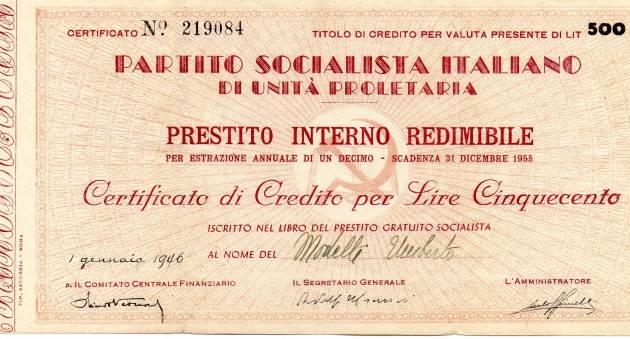 CERTIFICATO No. 219084 TITOLO DI CREDITO PER VALUTA PRESENTE DI LIT 500
PARTITO SOCIALISTA ITALIANO
DI UNITÀ PROLETARIA
PRESTITO INTERNO REDIMIBILE
PER ESTRAZIONE ANNUALE DI UN DECIMO - SCADENZA 31 DICEMBRE 1955
Certificato di Credito per Lire Cinquecento
ISCRITTO NEL LIBRO DEL PRESTITO GRATUITO SOCIALISTA
1 gennaio 1946 AL NOME DEL Modelli Umberto
p. IL COMITATO CENTRALE FINANZIARIO IL SEGRETARIO GENERALE L'AMMINISTRATORE